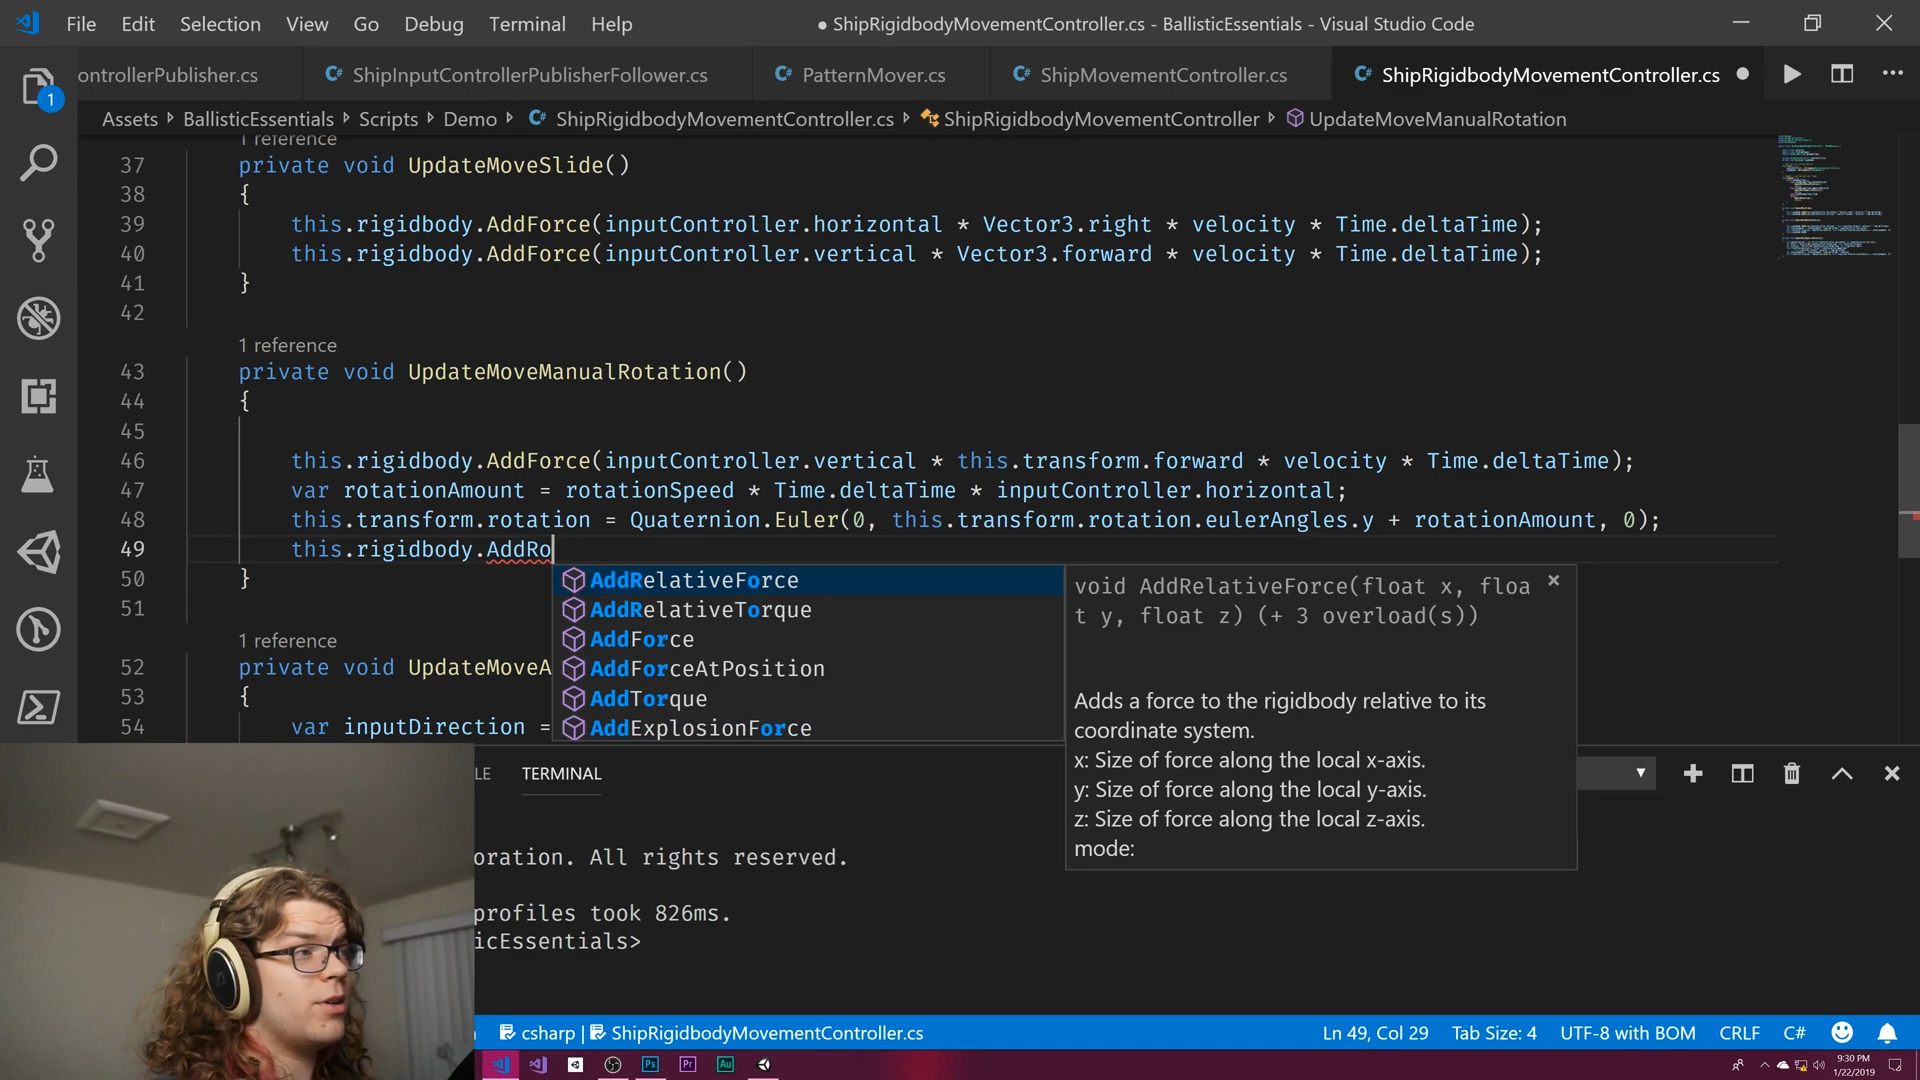 File Edit Selection View Go Debug Terminal Help
● ShipRigidbodyMovementController.cs - BallisticEssentials - Visual Studio Code
ontrollerPublisher.cs
ShipInputControllerPublisherFollower.cs
PatternMover.cs
ShipMovementController.cs
ShipRigidbodyMovementController.cs
1
Assets BallisticEssentials Scripts Demo ShipRigidbodyMovementController.cs ShipRigidbodyMovementController UpdateMoveManualRotation
1 reference
37 private void UpdateMoveSlide()
38 {
39 this.rigidbody.AddForce(inputController.horizontal * Vector3.right * velocity * Time.deltaTime);
40 this.rigidbody.AddForce(inputController.vertical * Vector3.forward * velocity * Time.deltaTime);
41 }
42
1 reference
43 private void UpdateMoveManualRotation()
44 {
45
46 this.rigidbody.AddForce(inputController.vertical * this.transform.forward * velocity * Time.deltaTime);
47 var rotationAmount = rotationSpeed * Time.deltaTime * inputController.horizontal;
48 this.transform.rotation = Quaternion.Euler(0, this.transform.rotation.eulerAngles.y + rotationAmount, 0);
49 this.rigidbody.AddRo
50 }
51
1 reference
52 private void UpdateMoveA
53 {
54 var inputDirection =
AddRelativeForce
AddRelativeTorque
AddForce
AddForceAtPosition
AddTorque
AddExplosionForce
void AddRelativeForce(float x, floa
t y, float z) (+ 3 overload(s))
Adds a force to the rigidbody relative to its
coordinate system.
x: Size of force along the local x-axis.
y: Size of force along the local y-axis.
z: Size of force along the local z-axis.
mode:
LE TERMINAL
oration. All rights reserved.
profiles took 826ms.
icEssentials>
csharp | ShipRigidbodyMovementController.cs
Ln 49, Col 29 Tab Size: 4 UTF-8 with BOM CRLF C#
Ps Pr Au
9:30 PM
1/22/2019